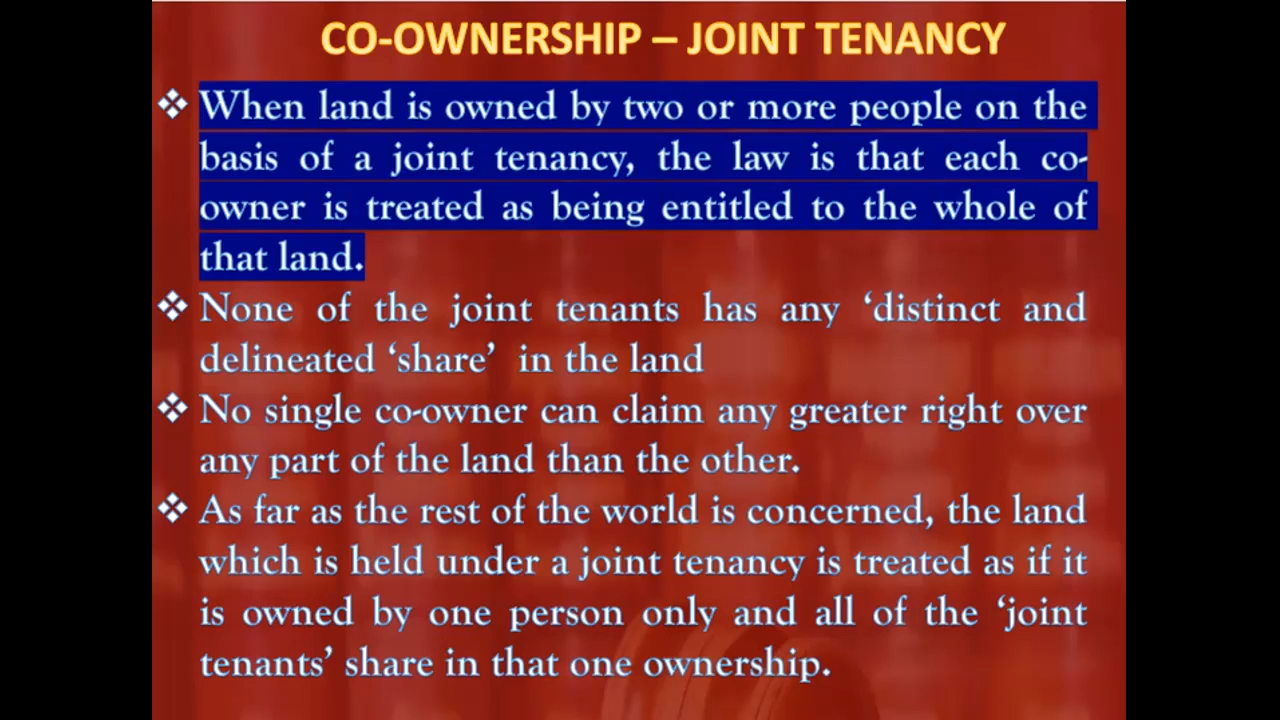 CO-OWNERSHIP – JOINT TENANCY
When land is owned by two or more people on the
basis of a joint tenancy, the law is that each co-
owner is treated as being entitled to the whole of
that land.
None of the joint tenants has any ‘distinct and
delineated ‘share’ in the land
No single co-owner can claim any greater right over
any part of the land than the other.
As far as the rest of the world is concerned, the land
which is held under a joint tenancy is treated as if it
is owned by one person only and all of the ‘joint
tenants’ share in that one ownership.